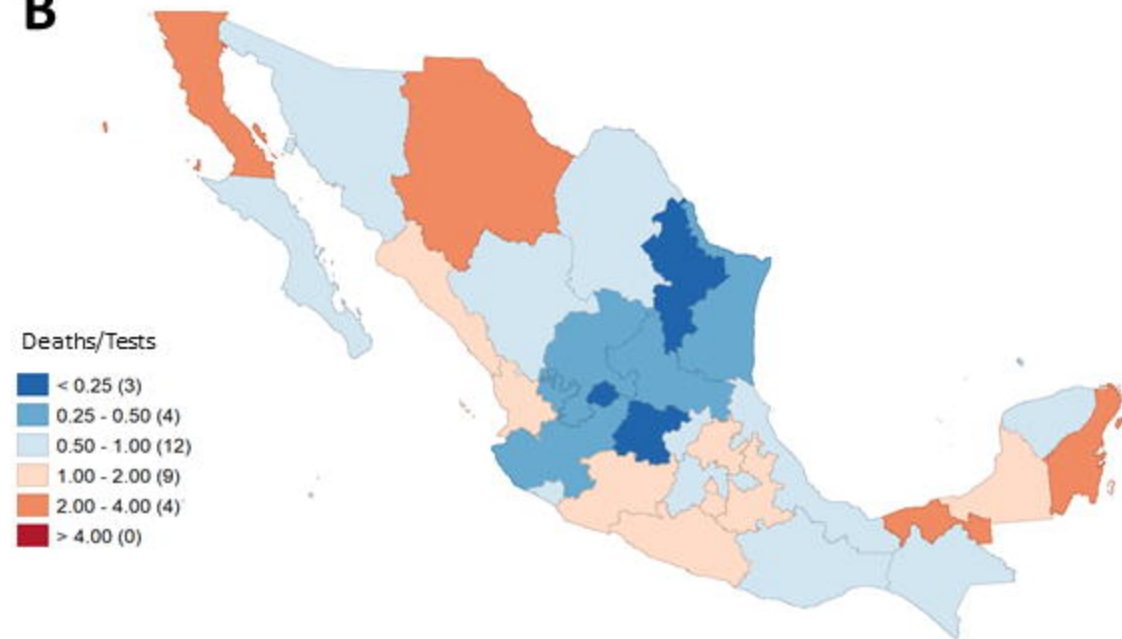 B
Deaths/Tests
< 0.25 (3)
0.25 - 0.50 (4)
0.50 - 1.00 (12)
1.00 - 2.00 (9)
2.00 - 4.00 (4)
> 4.00 (0)